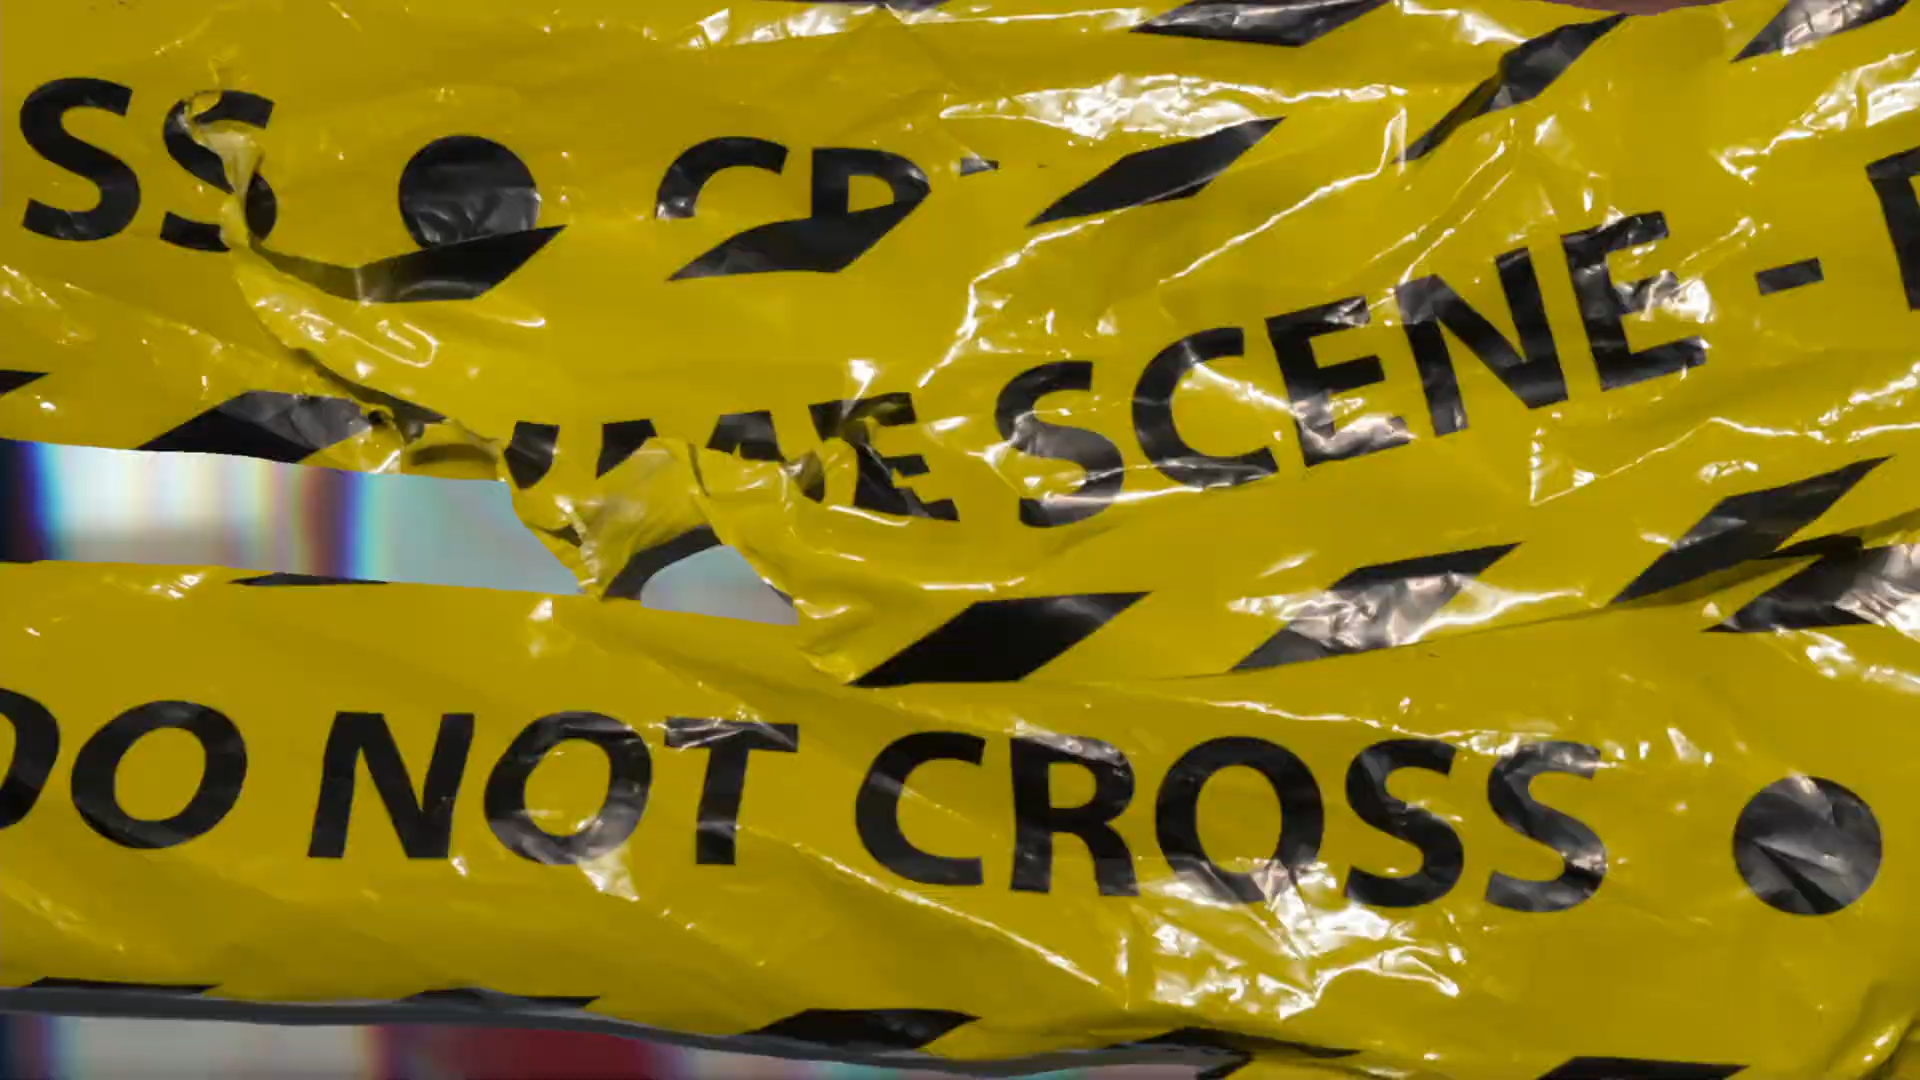 SS ●
SCENE -
DO NOT CROSS ●